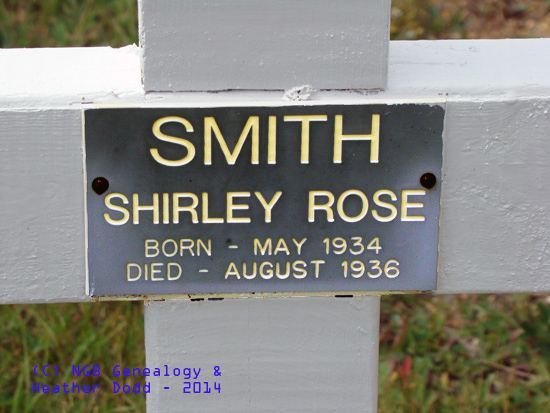 SMITH
SHIRLEY ROSE
BORN - MAY 1934
DIED - AUGUST 1936
(C) NGB Genealogy &
Heather Dodd - 2014